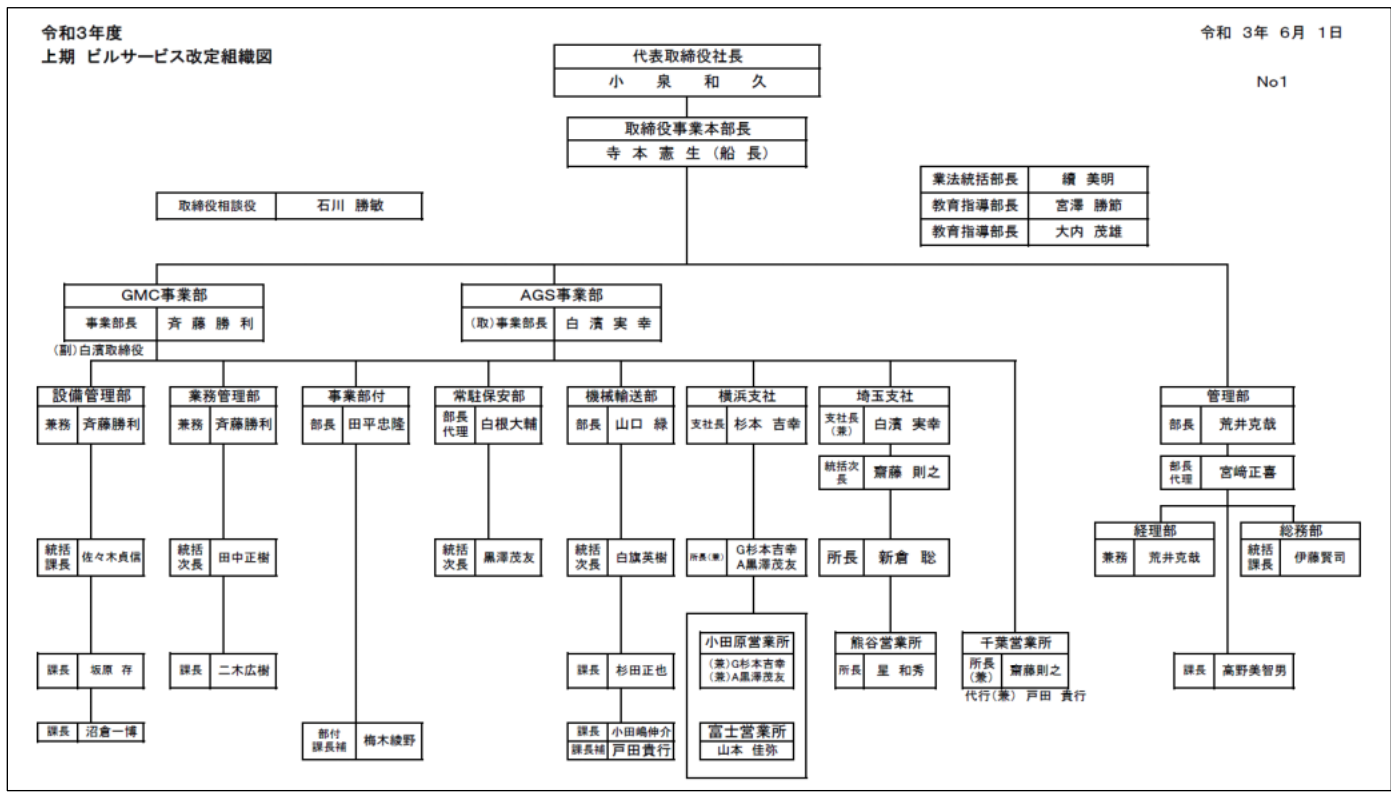 令和3年度
令和 3年 6月 1日
上期 ビルサービス改定組織図
No1
代表取締役社長
小 泉 和 久
取締役事業本部長
寺 本 憲 生 (船 長)
取締役相談役 石川 勝敏
業法統括部長 續 美明
教育指導部長 宮澤 勝節
教育指導部長 大内 茂雄
GMC事業部
事業部長 斉 藤 勝 利
(副)白濱取締役
AGS事業部
(取)事業部長 白 濱 実 幸
設備管理部
兼務 斉藤勝利
統括課長 佐々木貞信
課長 坂原 存
課長 沼倉一博
業務管理部
兼務 斉藤勝利
統括次長 田中正樹
課長 二木広樹
事業部付
部長 田平忠隆
部付課長補 梅木綾野
常駐保安部
部長代理 白根大輔
統括次長 黒澤茂友
機械輸送部
部長 山口 緑
統括次長 白旗英樹
課長 杉田正也
課長 小田嶋伸介
課長補 戸田貴行
横浜支社
支社長 杉本 吉幸
所長(兼) G杉本吉幸
A黒澤茂友
小田原営業所
(兼)G杉本吉幸
(兼)A黒澤茂友
富士営業所
山本 佳弥
埼玉支社
支社長(兼) 白濱 実幸
統括次長 齋藤 則之
所長 新倉 聡
熊谷営業所
所長 星 和秀
千葉営業所
所長(兼) 齋藤則之
代行(兼) 戸田 貴行
管理部
部長 荒井克哉
部長代理 宮﨑正喜
経理部
兼務 荒井克哉
総務部
統括課長 伊藤賢司
課長 高野美智男